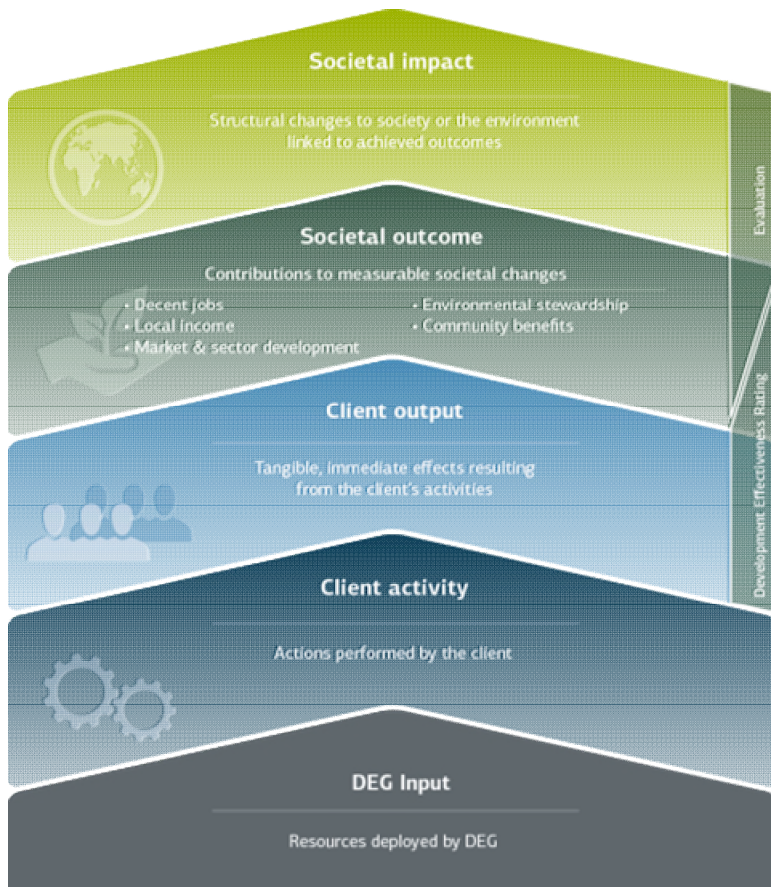 Societal impact
Structural changes to society or the environment
linked to achieved outcomes
Evaluation
Societal outcome
Contributions to measurable societal changes
• Decent jobs
• Local income
• Market & sector development
• Environmental stewardship
• Community benefits
Client output
Tangible, immediate effects resulting
from the client's activities
Development Effectiveness Rating
Client activity
Actions performed by the client
DEG Input
Resources deployed by DEG